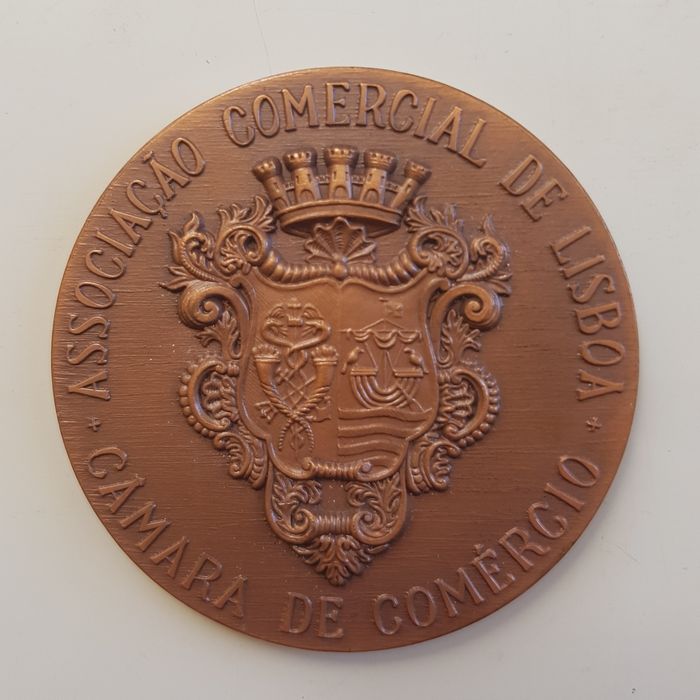 ASSOCIAÇÃO COMERCIAL DE LISBOA
CÂMARA DE COMÉRCIO